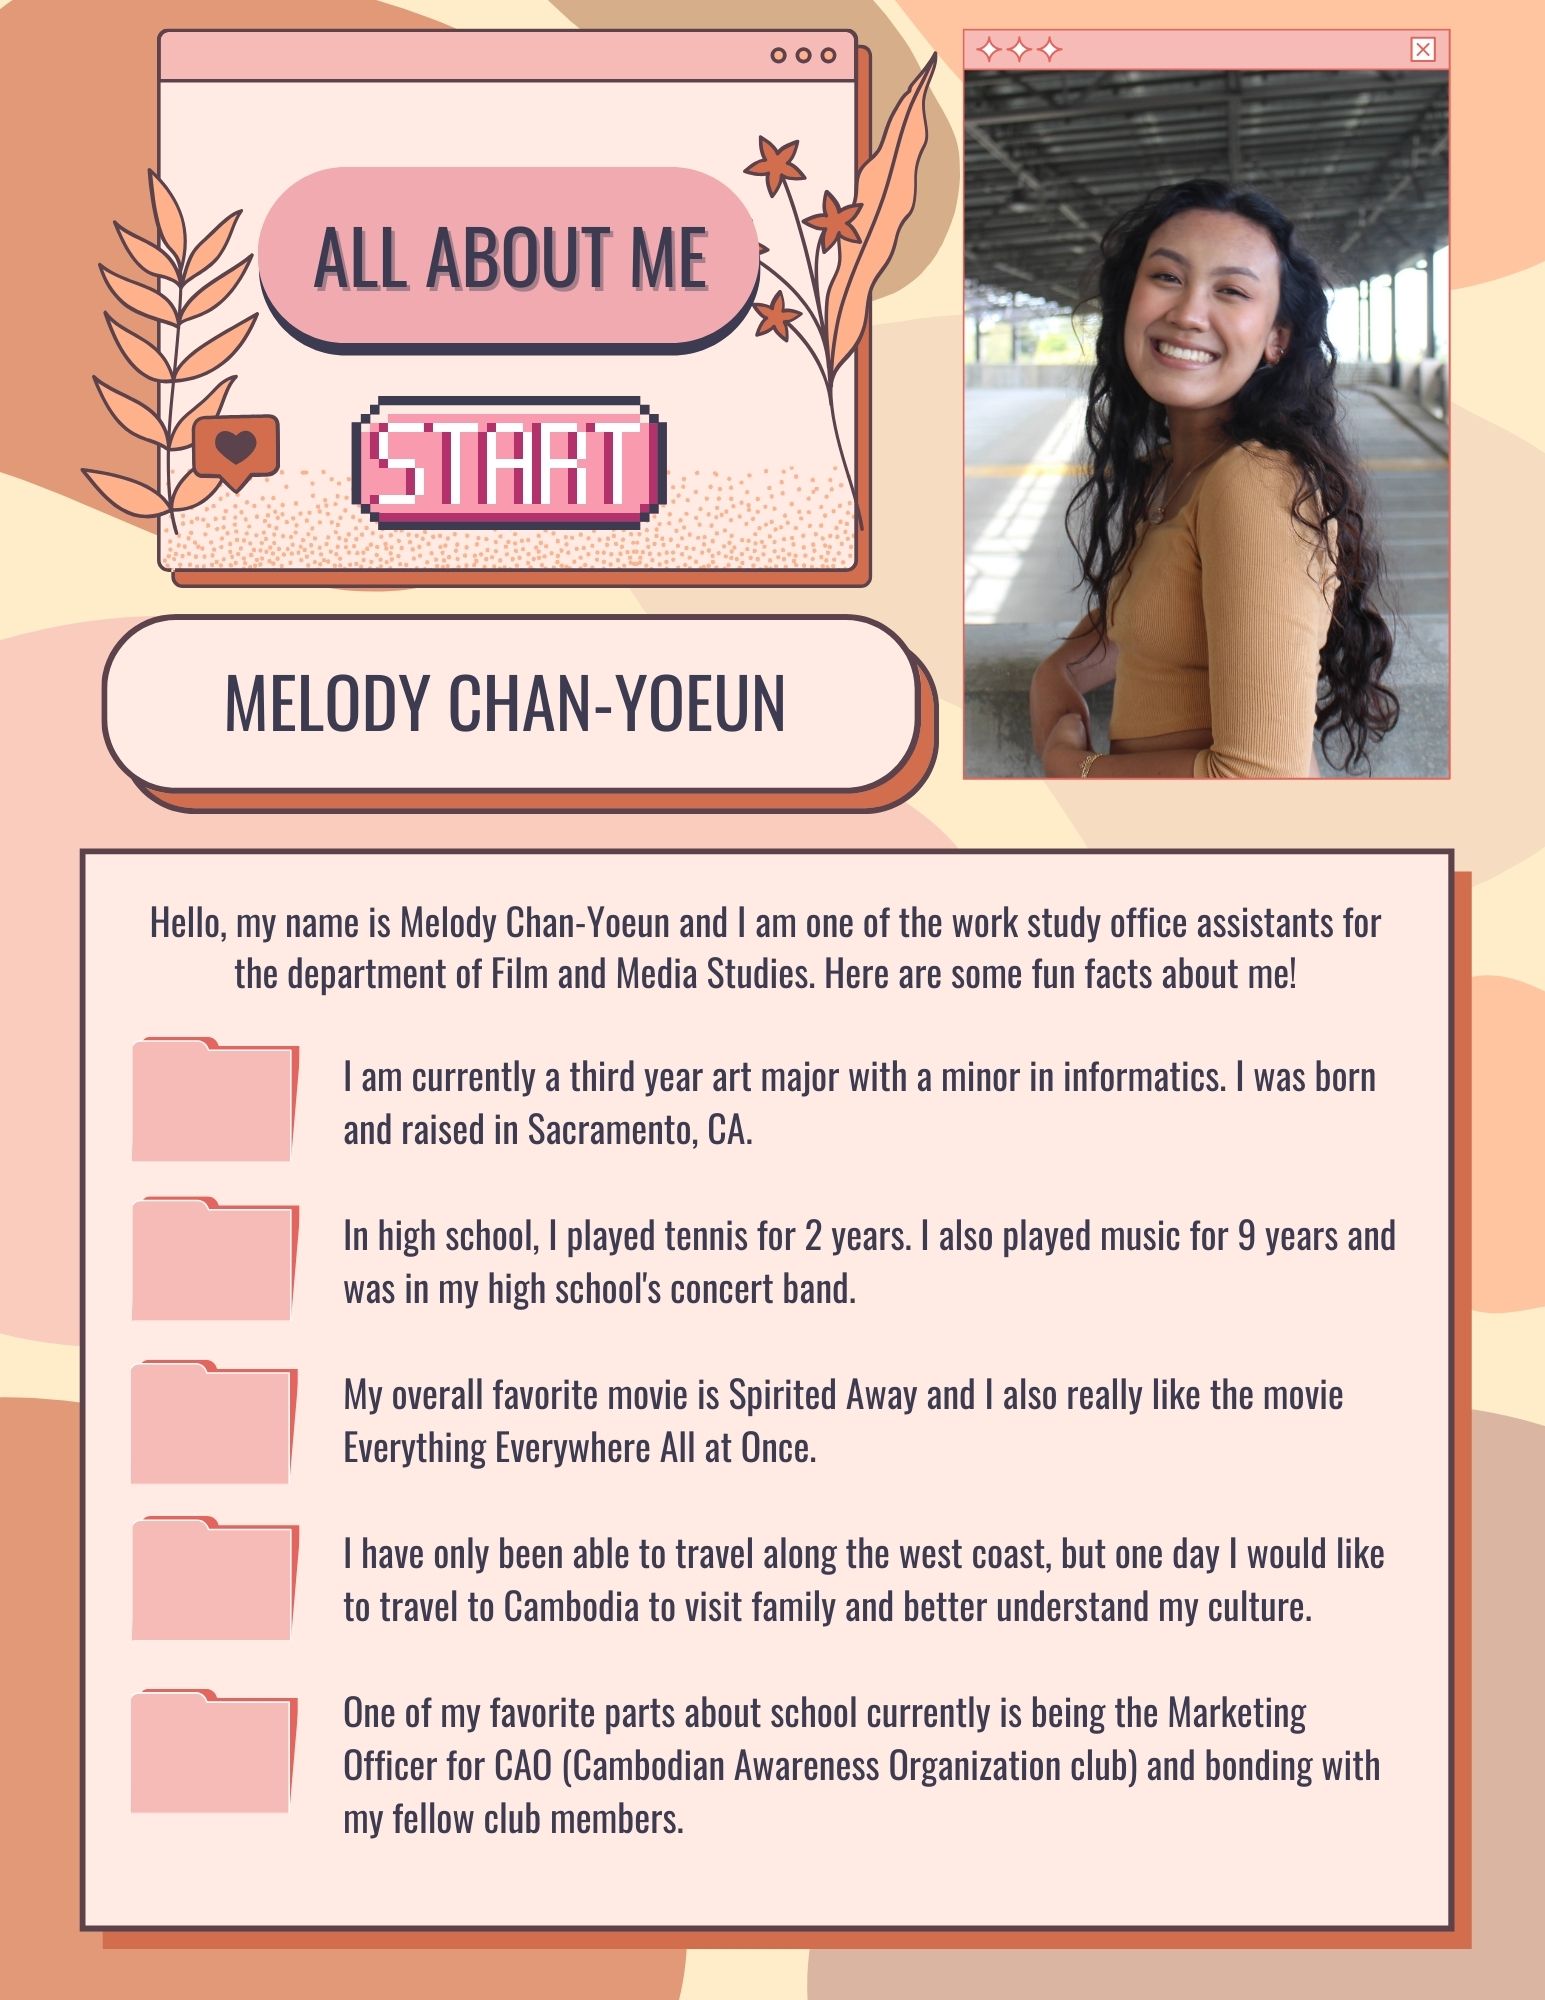 ALL ABOUT ME
START
MELODY CHAN-YOEUN
Hello, my name is Melody Chan-Yoeun and I am one of the work study office assistants for
the department of Film and Media Studies. Here are some fun facts about me!
I am currently a third year art major with a minor in informatics. I was born
and raised in Sacramento, CA.
In high school, I played tennis for 2 years. I also played music for 9 years and
was in my high school's concert band.
My overall favorite movie is Spirited Away and I also really like the movie
Everything Everywhere All at Once.
I have only been able to travel along the west coast, but one day I would like
to travel to Cambodia to visit family and better understand my culture.
One of my favorite parts about school currently is being the Marketing
Officer for CAO (Cambodian Awareness Organization club) and bonding with
my fellow club members.